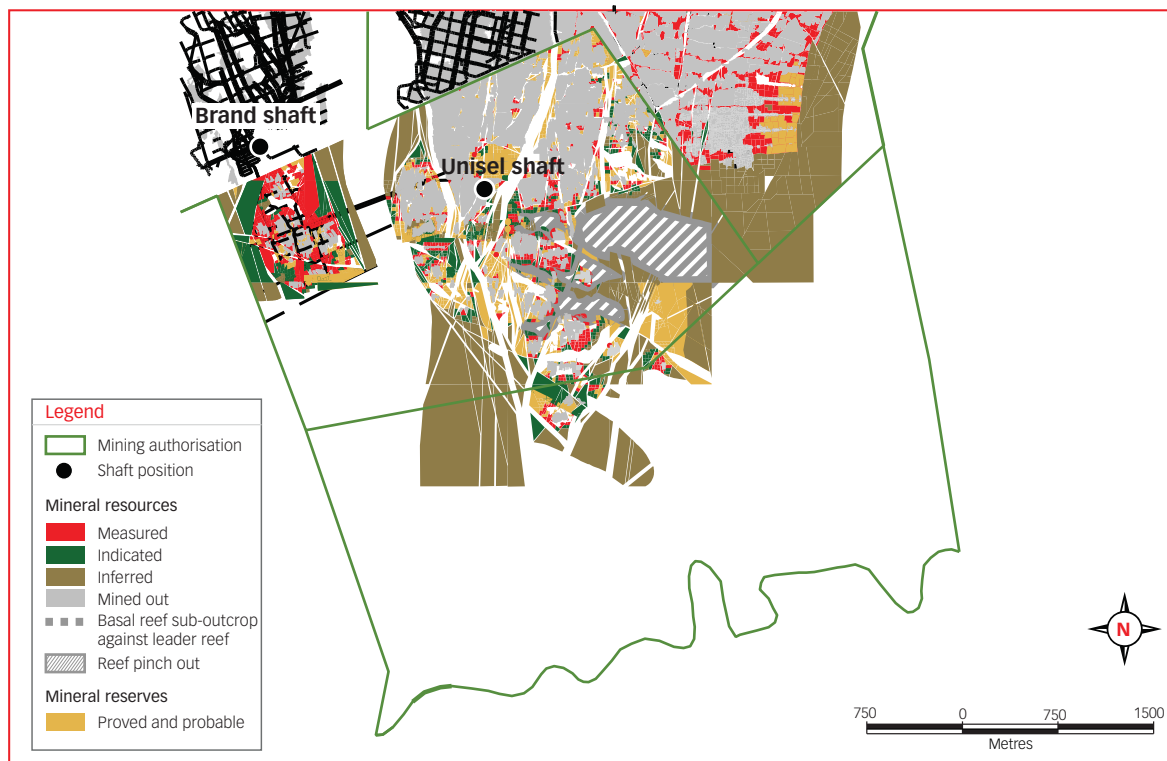 Brand shaft
Unisel shaft
Legend
Mining authorisation
Shaft position
Mineral resources
Measured
Indicated
Inferred
Mined out
Basal reef sub-outcrop
against leader reef
Reef pinch out
Mineral reserves
Proved and probable
N
750 0 750 1500
Metres